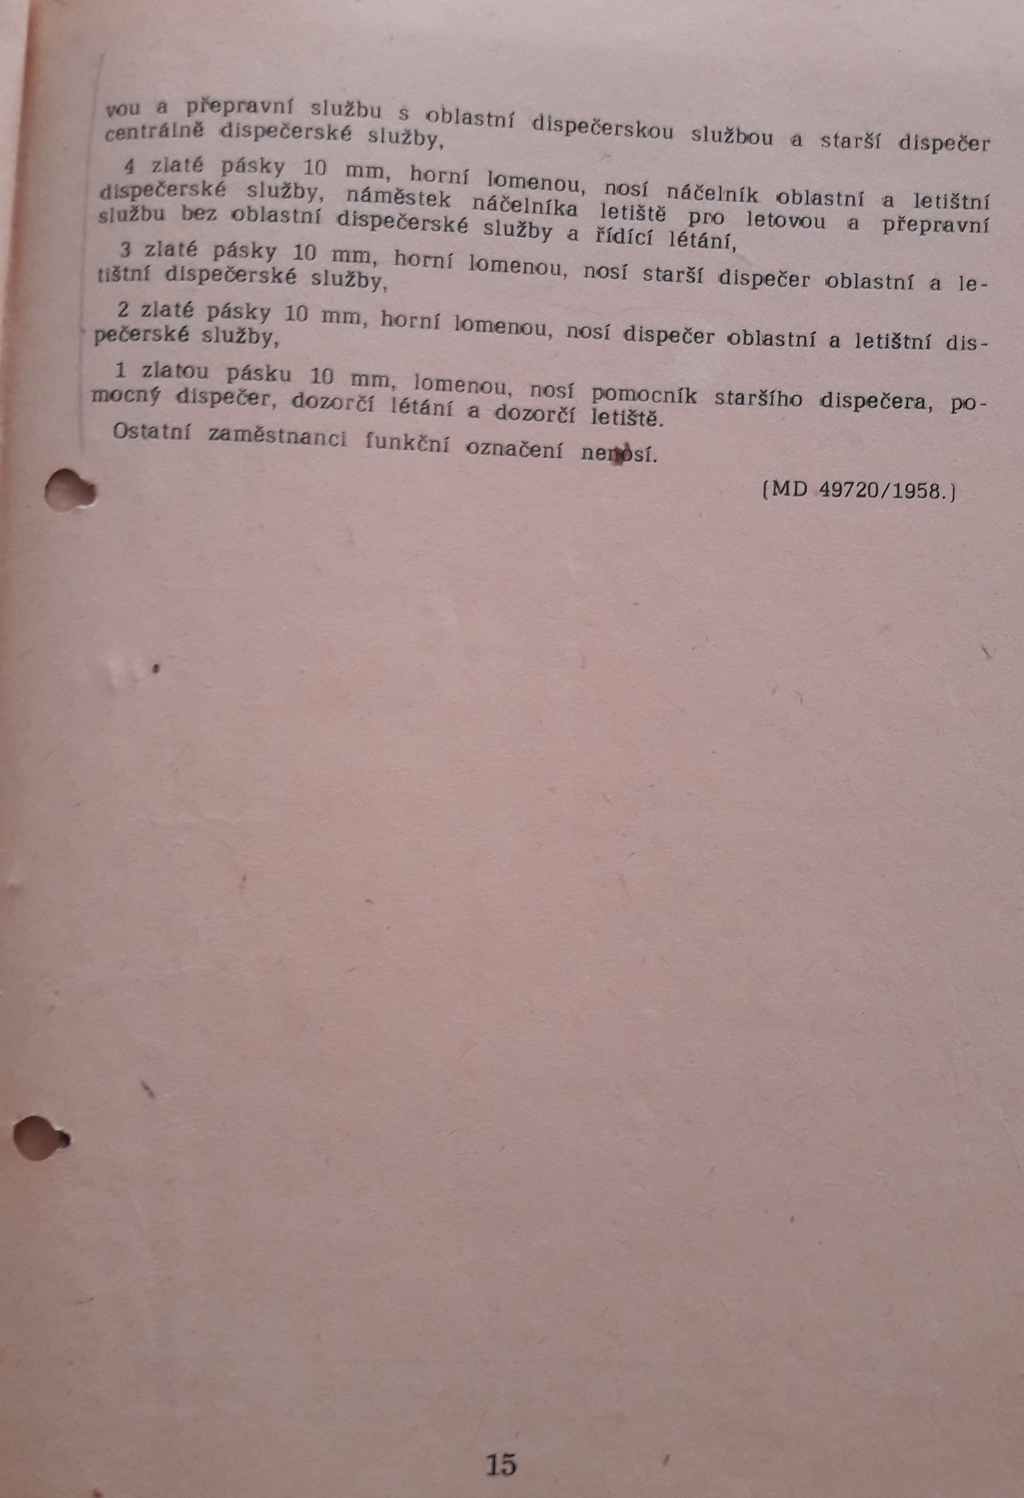 vou a přepravní službu s oblastní dispečerskou službou a starší dispečer
centrálně dispečerské služby,
4 zlaté pásky 10 mm, horní lomenou, nosí náčelník oblastní a letištní
dispečerské služby, náměstek náčelníka letiště pro letovou a přepravní
službu bez oblastní dispečerské služby a řídící létání,
3 zlaté pásky 10 mm, horní lomenou, nosí starší dispečer oblastní a le-
tištní dispečerské služby,
2 zlaté pásky 10 mm, horní lomenou, nosí dispečer oblastní a letištní dis-
pečerské služby,
1 zlatou pásku 10 mm, lomenou, nosí pomocník staršího dispečera, po-
mocný dispečer, dozorčí létání a dozorčí letiště.
Ostatní zaměstnanci funkční označení nenosí.
(MD 49720/1958.)
15